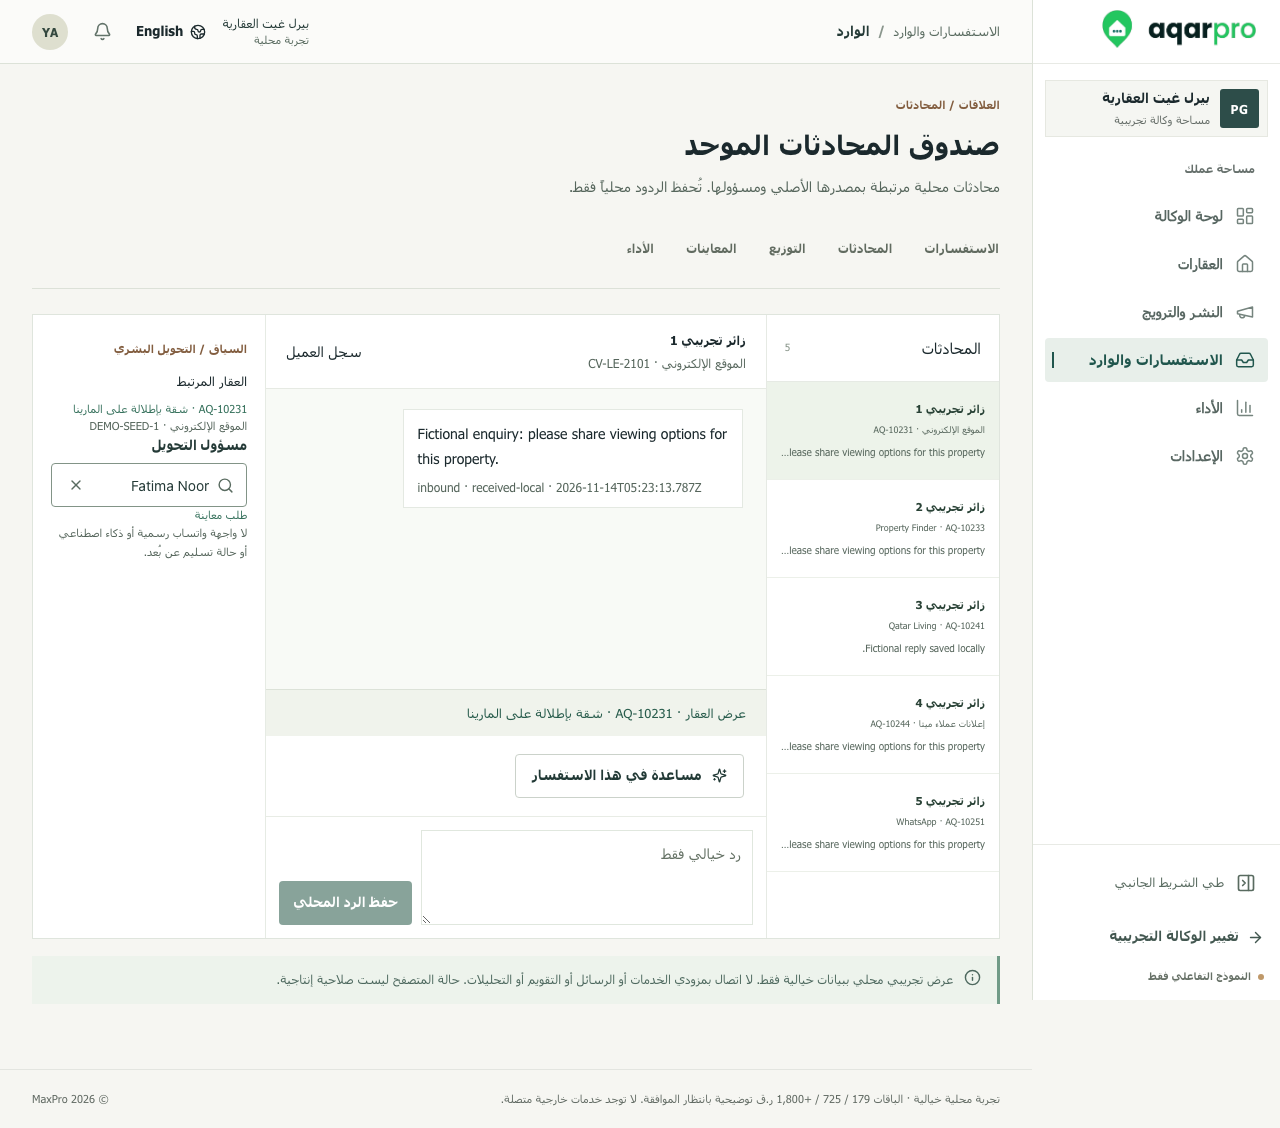 aqarpro
PG
بيرل غيت العقارية
مساحة وكالة تجريبية
مساحة عملك
لوحة الوكالة
العقارات
النشر والترويج
الاستفسارات والوارد
الأداء
الإعدادات
طي الشريط الجانبي
تغيير الوكالة التجريبية
النموذج التفاعلي فقط
الاستفسارات والوارد / الوارد
بيرل غيت العقارية
تجربة محلية
English
YA
العلاقات / المحادثات
صندوق المحادثات الموحد
محادثات محلية مرتبطة بمصدرها الأصلي ومسؤولها. تُحفظ الردود محلياً فقط.
الاستفسارات
المحادثات
التوزيع
المعاينات
الأداء
المحادثات
5
زائر تجريبي 1
الموقع الإلكتروني · AQ-10231
...lease share viewing options for this property
زائر تجريبي 2
Property Finder · AQ-10233
...lease share viewing options for this property
زائر تجريبي 3
Qatar Living · AQ-10241
Fictional reply saved locally.
زائر تجريبي 4
إعلانات عملاء ميتا · AQ-10244
...lease share viewing options for this property
زائر تجريبي 5
WhatsApp · AQ-10251
...lease share viewing options for this property
زائر تجريبي 1
الموقع الإلكتروني · CV-LE-2101
سجل العميل
Fictional enquiry: please share viewing options for
this property.
inbound · received-local · 2026-11-14T05:23:13.787Z
عرض العقار · AQ-10231 · شقة بإطلالة على المارينا
مساعدة في هذا الاستفسار
رد خيالي فقط
حفظ الرد المحلي
السياق / التحويل البشري
العقار المرتبط
AQ-10231 · شقة بإطلالة على المارينا
الموقع الإلكتروني · DEMO-SEED-1
مسؤول التحويل
Fatima Noor
طلب معاينة
لا واجهة واتساب رسمية أو ذكاء اصطناعي
أو حالة تسليم عن بُعد.
عرض تجريبي محلي ببيانات خيالية فقط. لا اتصال بمزودي الخدمات أو الرسائل أو التقويم أو التحليلات. حالة المتصفح ليست صلاحية إنتاجية.
تجربة محلية خيالية · الباقات 179 / 725 / +1,800 ر.ق توضيحية بانتظار الموافقة. لا توجد خدمات خارجية متصلة.
© 2026 MaxPro